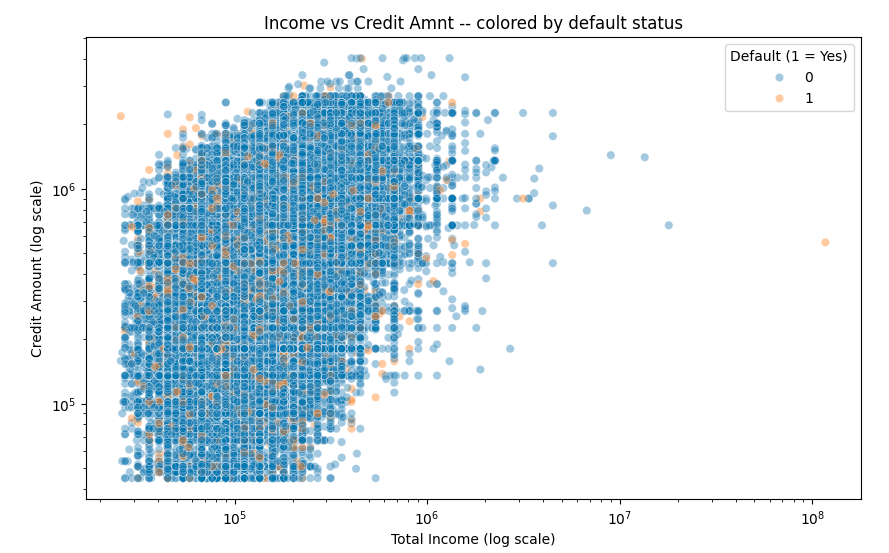 Income vs Credit Amnt -- colored by default status
Default (1 = Yes)
0
1
Credit Amount (log scale)
10^6
10^5
10^5
10^6
10^7
10^8
Total Income (log scale)